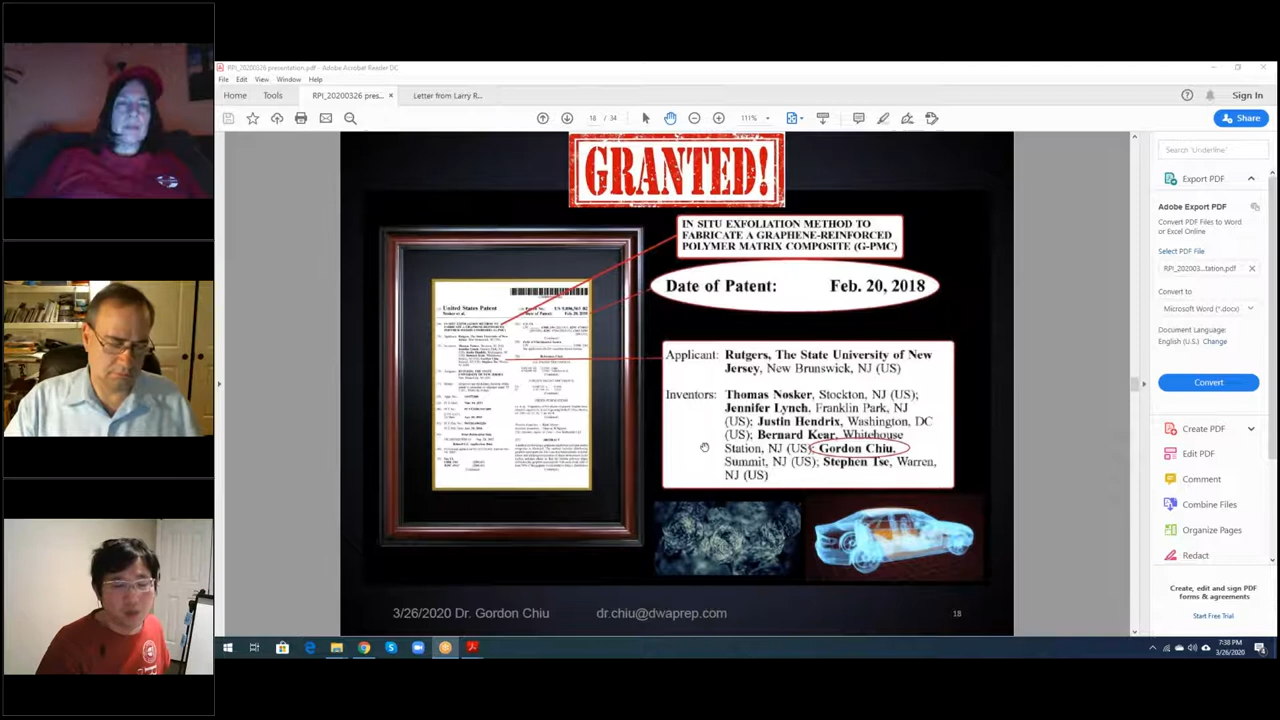 RPI_20200326 presentation.pdf - Adobe Acrobat Reader DC
File Edit View Window Help
Home Tools RPI_20200326 pres... × Letter from Larry R... Sign In
18 / 34 111% Share
GRANTED!
IN SITU EXFOLIATION METHOD TO
FABRICATE A GRAPHENE-REINFORCED
POLYMER MATRIX COMPOSITE (G-PMC)
Date of Patent: Feb. 20, 2018
United States Patent
Applicant: Rutgers, The State University of New
Jersey, New Brunswick, NJ (US)
Inventors: Thomas Nosker, Stockton, NJ (US);
Jennifer Lynch, Franklin Park, NJ
(US); Justin Hendrix, Washington, DC
(US); Bernard Kear, Whitehouse
Station, NJ (US) Gordon Chiu,
Summit, NJ (US); Stephen Tse, Warren,
NJ (US)
3/26/2020 Dr. Gordon Chiu dr.chiu@dwaprep.com 18
Search 'Underline'
Export PDF
Adobe Export PDF
Convert PDF Files to Word
or Excel Online
Select PDF File
RPI_202003...tation.pdf ×
Convert to
Microsoft Word (*.docx)
Document Language:
English (U.S.) Change
Convert
Create PDF
Edit PDF
Comment
Combine Files
Organize Pages
Redact
Create, edit and sign PDF
forms & agreements
Start Free Trial
7:38 PM
3/26/2020